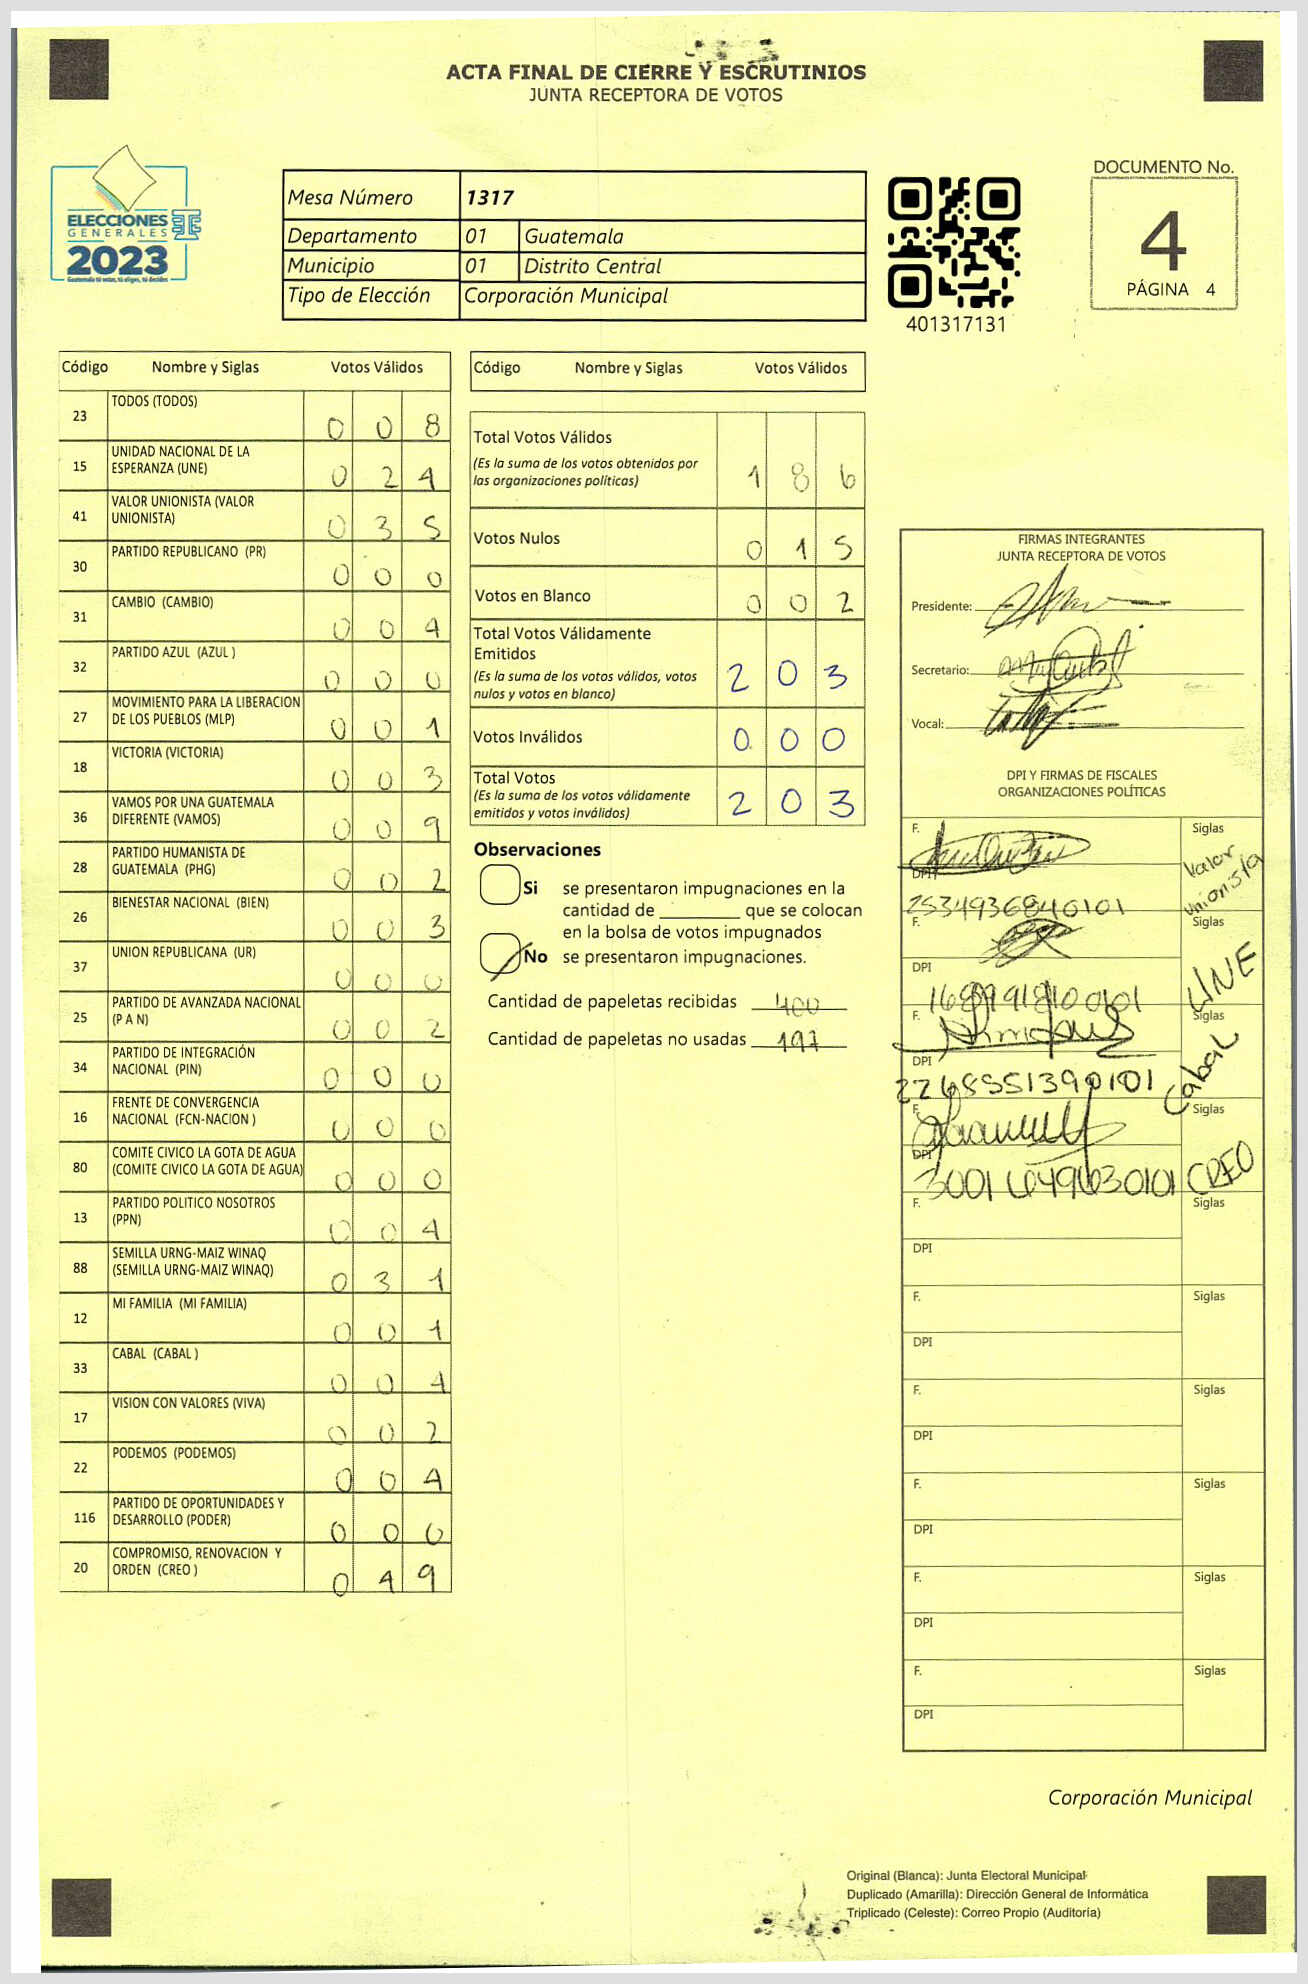 ACTA FINAL DE CIERRE Y ESCRUTINIOS
JUNTA RECEPTORA DE VOTOS
ELECCIONES
GENERALES
2023
Guatemala tú votas, tú eliges, tú decides
Mesa Número 1317
Departamento 01 Guatemala
Municipio 01 Distrito Central
Tipo de Elección Corporación Municipal
401317131
DOCUMENTO No.
4
PÁGINA 4
Código Nombre y Siglas Votos Válidos
23 TODOS (TODOS) 0 0 8
15 UNIDAD NACIONAL DE LA ESPERANZA (UNE) 0 2 4
41 VALOR UNIONISTA (VALOR UNIONISTA) 0 3 5
30 PARTIDO REPUBLICANO (PR) 0 0 0
31 CAMBIO (CAMBIO) 0 0 4
32 PARTIDO AZUL (AZUL ) 0 0 0
27 MOVIMIENTO PARA LA LIBERACION DE LOS PUEBLOS (MLP) 0 0 1
18 VICTORIA (VICTORIA) 0 0 3
36 VAMOS POR UNA GUATEMALA DIFERENTE (VAMOS) 0 0 9
28 PARTIDO HUMANISTA DE GUATEMALA (PHG) 0 0 2
26 BIENESTAR NACIONAL (BIEN) 0 0 3
37 UNION REPUBLICANA (UR) 0 0 0
25 PARTIDO DE AVANZADA NACIONAL (P A N) 0 0 2
34 PARTIDO DE INTEGRACIÓN NACIONAL (PIN) 0 0 0
16 FRENTE DE CONVERGENCIA NACIONAL (FCN-NACION ) 0 0 0
80 COMITE CIVICO LA GOTA DE AGUA (COMITE CIVICO LA GOTA DE AGUA) 0 0 0
13 PARTIDO POLITICO NOSOTROS (PPN) 0 0 4
88 SEMILLA URNG-MAIZ WINAQ (SEMILLA URNG-MAIZ WINAQ) 0 3 1
12 MI FAMILIA (MI FAMILIA) 0 0 1
33 CABAL (CABAL ) 0 0 4
17 VISION CON VALORES (VIVA) 0 0 2
22 PODEMOS (PODEMOS) 0 0 4
116 PARTIDO DE OPORTUNIDADES Y DESARROLLO (PODER) 0 0 0
20 COMPROMISO, RENOVACION Y ORDEN (CREO ) 0 4 9
Código Nombre y Siglas Votos Válidos
Total Votos Válidos 1 8 6
(Es la suma de los votos obtenidos por
las organizaciones políticas)
Votos Nulos 0 1 5
Votos en Blanco 0 0 2
Total Votos Válidamente
Emitidos
(Es la suma de los votos válidos, votos
nulos y votos en blanco) 2 0 3
Votos Inválidos 0 0 0
Total Votos
(Es la suma de los votos válidamente
emitidos y votos inválidos) 2 0 3
Observaciones
Si se presentaron impugnaciones en la
cantidad de ________ que se colocan
en la bolsa de votos impugnados
No se presentaron impugnaciones.
Cantidad de papeletas recibidas 400
Cantidad de papeletas no usadas 197
FIRMAS INTEGRANTES
JUNTA RECEPTORA DE VOTOS
Presidente:
Secretario:
Vocal:
DPI Y FIRMAS DE FISCALES
ORGANIZACIONES POLÍTICAS
F. Siglas
Valor
Unionista
DPI
2534936840101
F. Siglas
UNE
DPI
F. Siglas
Cabal
DPI
2268551390101
F. Siglas
CREO
DPI
F. Siglas
DPI
F. Siglas
DPI
F. Siglas
DPI
F. Siglas
DPI
F. Siglas
DPI
F. Siglas
DPI
Corporación Municipal
Original (Blanca): Junta Electoral Municipal
Duplicado (Amarilla): Dirección General de Informática
Triplicado (Celeste): Correo Propio (Auditoría)